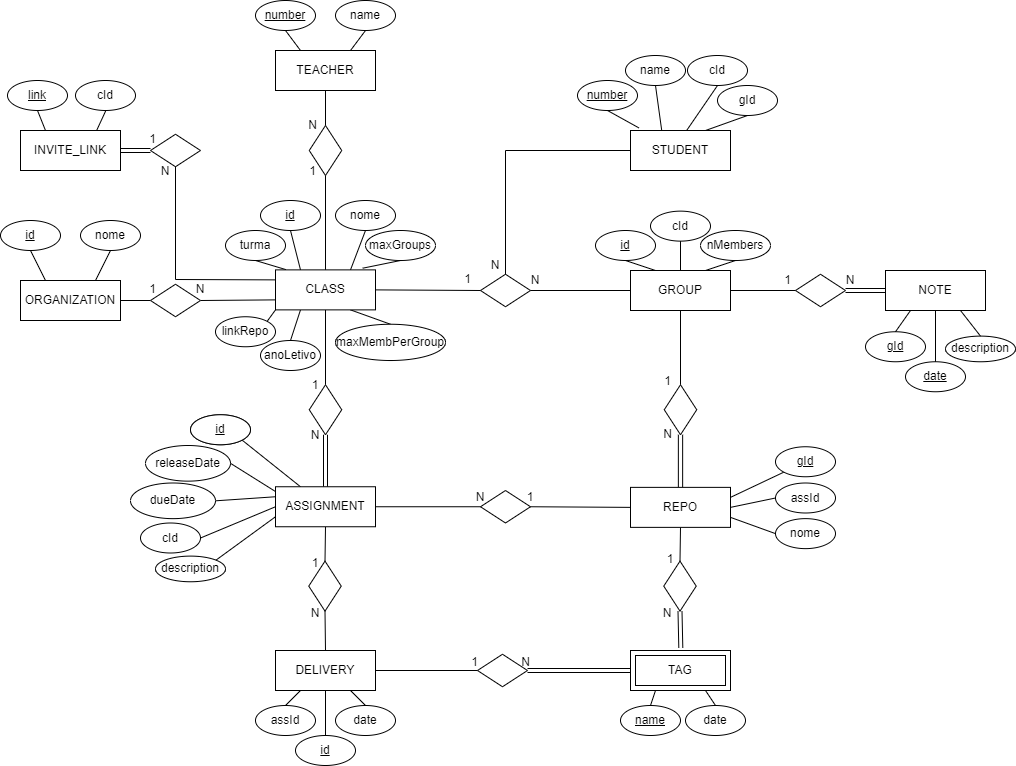 number
name
TEACHER
link
cId
INVITE_LINK
1
N
N
1
number
name
cId
gId
STUDENT
id
nome
ORGANIZATION
1
N
id
nome
turma
maxGroups
CLASS
linkRepo
anoLetivo
maxMembPerGroup
1
N
N
id
cId
nMembers
GROUP
1
N
NOTE
gId
date
description
1
N
1
N
id
releaseDate
dueDate
cId
description
ASSIGNMENT
N
1
REPO
gId
assId
nome
1
N
1
N
DELIVERY
assId
id
date
1
N
TAG
name
date